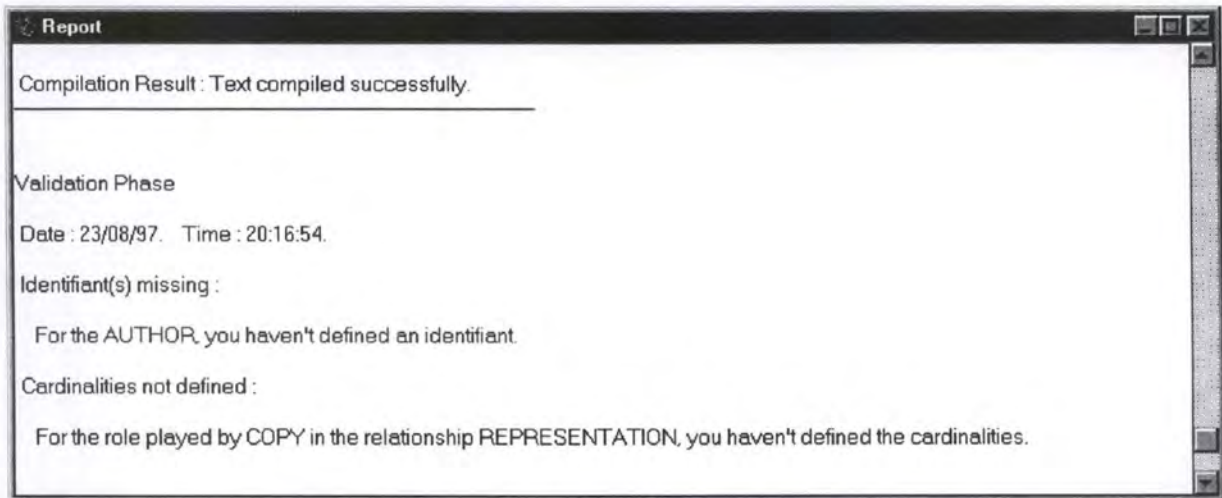 Report
Compilation Result : Text compiled successfully.
Validation Phase
Date : 23/08/97. Time : 20:16:54.
Identifiant(s) missing :
For the AUTHOR, you haven't defined an identifiant.
Cardinalities not defined :
For the role played by COPY in the relationship REPRESENTATION, you haven't defined the cardinalities.